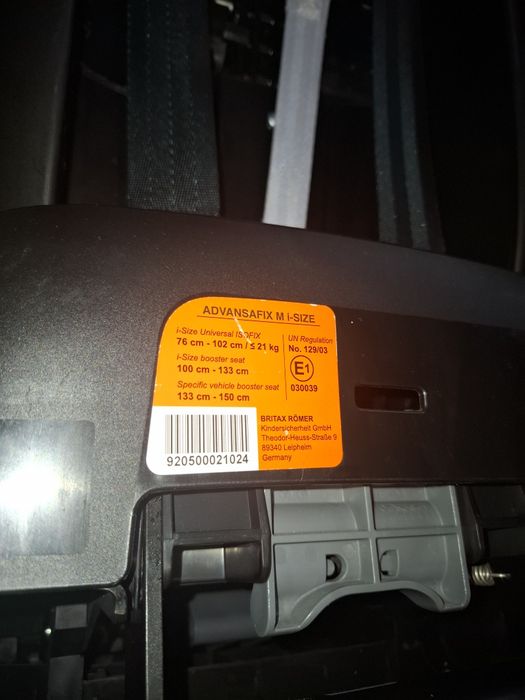 ADVANSAFIX M i-SIZE
i-Size Universal ISOFIX
76 cm - 102 cm / ≤ 21 kg
i-Size booster seat
100 cm - 133 cm
Specific vehicle booster seat
133 cm - 150 cm
UN Regulation
No. 129/03
E1
030039
920500021024
BRITAX RÖMER
Kindersicherheit GmbH
Theodor-Heuss-Straße 9
89340 Leipheim
Germany